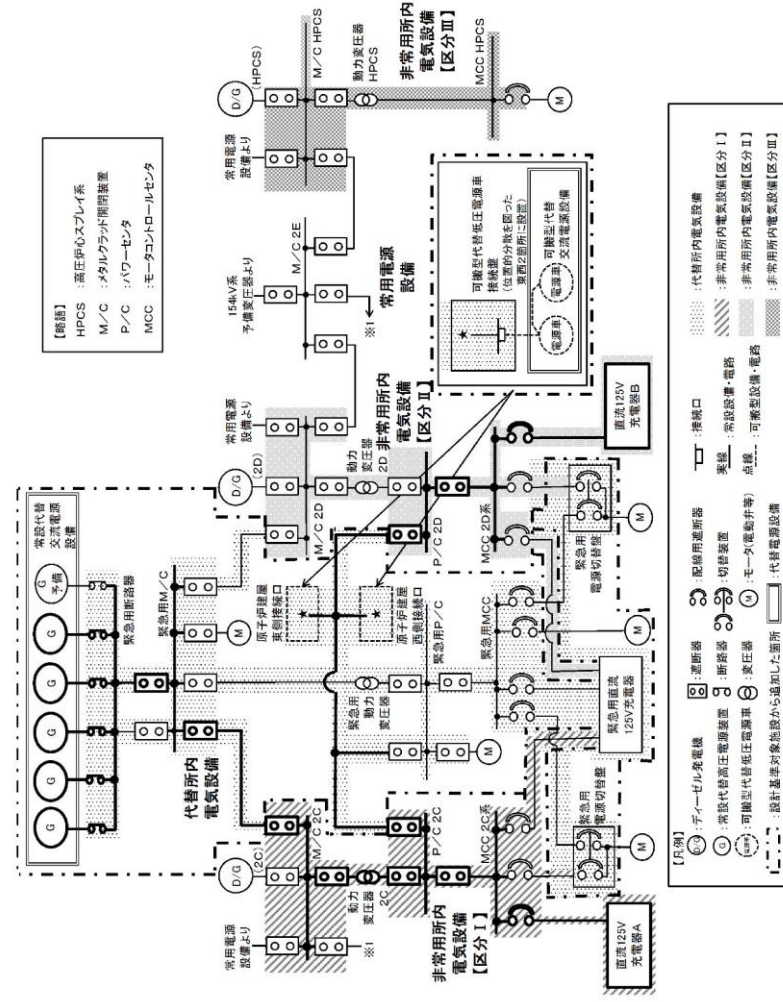 【略語】
HPCS ：高圧炉心スプレイ系
M／C ：メタルクラッド開閉装置
P／C ：パワーセンタ
MCC ：モータコントロールセンタ
常設代替
交流電源
設備
G
予備
G
G
G
G
G
緊急用断路器
緊急用M／C
代替所内
電気設備
M
常用電源
設備より
D/G
(2C)
※1
M／C 2C
動力
変圧器
2C
非常用所内
電気設備
【区分Ⅰ】
P／C 2C
MCC 2C系
直流125V
充電器A
緊急用
電源切替盤
M
緊急用
動力
変圧器
緊急用P／C
M
緊急用MCC
M
緊急用直流
125V充電器
原子炉建屋
東側接続口
★
原子炉建屋
西側接続口
★
D/G
(2D)
常用電源
設備より
M／C 2D
動力
変圧器
2D
非常用所内
電気設備
【区分Ⅱ】
P／C 2D
MCC 2D系
緊急用
電源切替盤
M
直流125V
充電器B
154kV系
予備変圧器より
M／C 2E
※1
常用電源
設備
可搬型代替低圧電源車
接続盤
(位置的分散を図った
東西2箇所に設置)
★
可搬型代替
交流電源設備
電源車
電源車
常用電源
設備より
D/G
(HPCS)
M／C HPCS
動力変圧器
HPCS
非常用所内
電気設備
【区分Ⅲ】
MCC HPCS
M
【凡例】
D/G ：ディーゼル発電機
G ：常設代替高圧電源装置
電源車 ：可搬型代替低圧電源車
：設計基準対象施設から追加した箇所
：遮断器
：断路器
：変圧器
：代替電源設備
：配線用遮断器
：切替装置
M ：モータ(電動弁等)
：接続口
実線 ：常設設備・電路
点線 ：可搬型設備・電路
：代替所内電気設備
：非常用所内電気設備【区分Ⅰ】
：非常用所内電気設備【区分Ⅱ】
：非常用所内電気設備【区分Ⅲ】